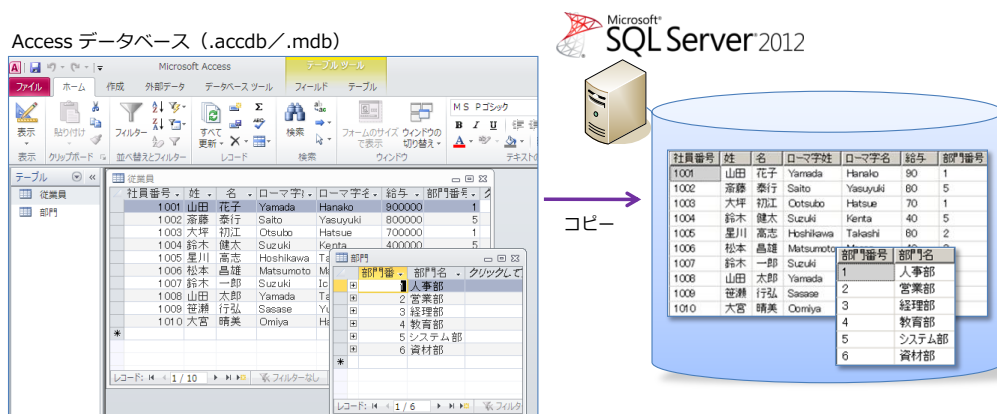 Access データベース（.accdb／.mdb）
Microsoft Access
テーブル ツール
ファイル ホーム 作成 外部データ データベース ツール フィールド テーブル
表示 貼り付け フィルター すべて更新 検索 フォームのサイズで表示 ウィンドウの切り替え
MS Pゴシック
B I U
表示 クリップボード 並べ替えとフィルター レコード 検索 ウィンドウ
テーブル
従業員
部門
従業員
社員番号 姓 名 ローマ字 ローマ字名 給与 部門番号
1001 山田 花子 Yamada Hanako 900000 1
1002 斎藤 泰行 Saito Yasuyuki 800000 5
1003 大坪 初江 Otsubo Hatsue 700000 1
1004 鈴木 健太 Suzuki Kenta 400000 5
1005 星川 高志 Hoshikawa
1006 松本 昌雄 Matsumoto
1007 鈴木 一郎 Suzuki
1008 山田 太郎 Yamada
1009 笹瀬 行弘 Sasase
1010 大宮 晴美 Omiya
レコード: 1 / 10 フィルターなし
部門
部門番 部門名 クリックして
人事部
2 営業部
3 経理部
4 教育部
5 システム部
6 資材部
レコード: 1 / 6 フィルタ
コピー
Microsoft
SQL Server 2012
社員番号 姓 名 ローマ字姓 ローマ字名 給与 部門番号
1001 山田 花子 Yamada Hanako 90 1
1002 斎藤 泰行 Saito Yasuyuki 80 5
1003 大坪 初江 Ootsubo Hatsue 70 1
1004 鈴木 健太 Suzuki Kenta 40 5
1005 星川 高志 Hoshikawa Takashi 80 2
1006 松本 昌雄 Matsumoto
1007 鈴木 一郎 Suzuki
1008 山田 太郎 Yamada
1009 笹瀬 行弘 Sasase
1010 大宮 晴美 Oomiya
部門番号 部門名
1 人事部
2 営業部
3 経理部
4 教育部
5 システム部
6 資材部